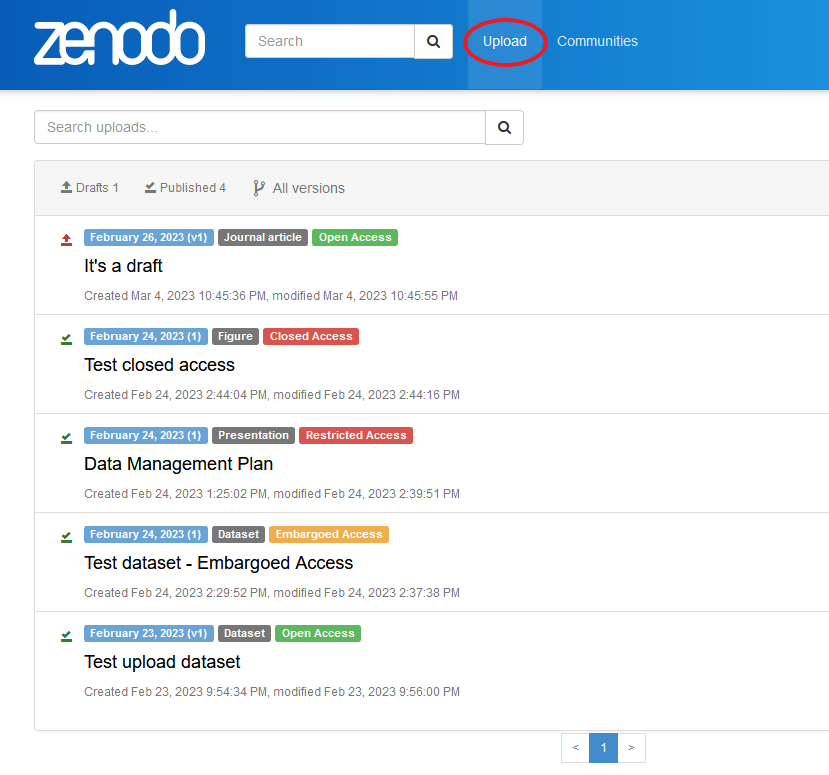 zenodo Search Upload Communities
Search uploads...
Drafts 1 Published 4 All versions
February 26, 2023 (v1) Journal article Open Access
It's a draft
Created Mar 4, 2023 10:45:36 PM, modified Mar 4, 2023 10:45:55 PM
February 24, 2023 (1) Figure Closed Access
Test closed access
Created Feb 24, 2023 2:44:04 PM, modified Feb 24, 2023 2:44:16 PM
February 24, 2023 (1) Presentation Restricted Access
Data Management Plan
Created Feb 24, 2023 1:25:02 PM, modified Feb 24, 2023 2:39:51 PM
February 24, 2023 (1) Dataset Embargoed Access
Test dataset - Embargoed Access
Created Feb 24, 2023 2:29:52 PM, modified Feb 24, 2023 2:37:38 PM
February 23, 2023 (v1) Dataset Open Access
Test upload dataset
Created Feb 23, 2023 9:54:34 PM, modified Feb 23, 2023 9:56:00 PM
< 1 >